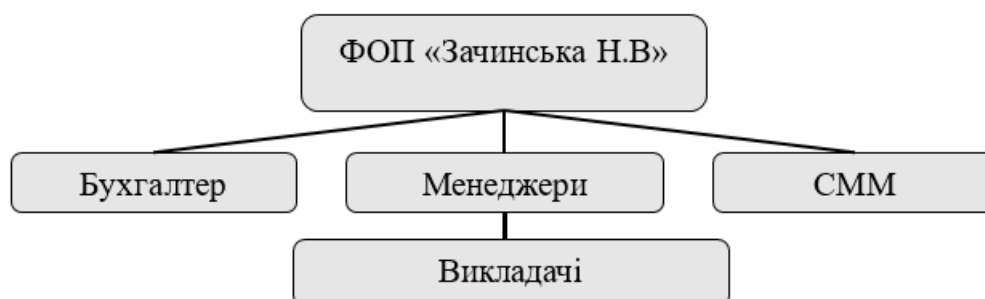 ФОП «Зачинська Н.В»
Бухгалтер
Менеджери
СММ
Викладачі